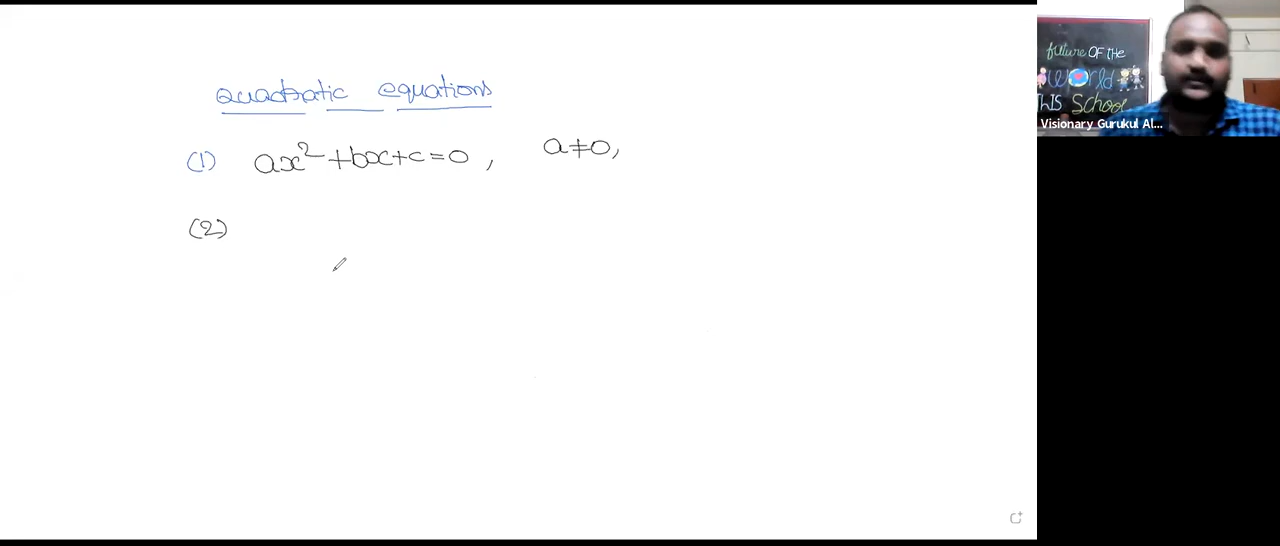 quadratic equations
(1) ax²+bx+c=0, a≠0,
(2)
future OF the
world
THIS School
Visionary Gurukul Al...